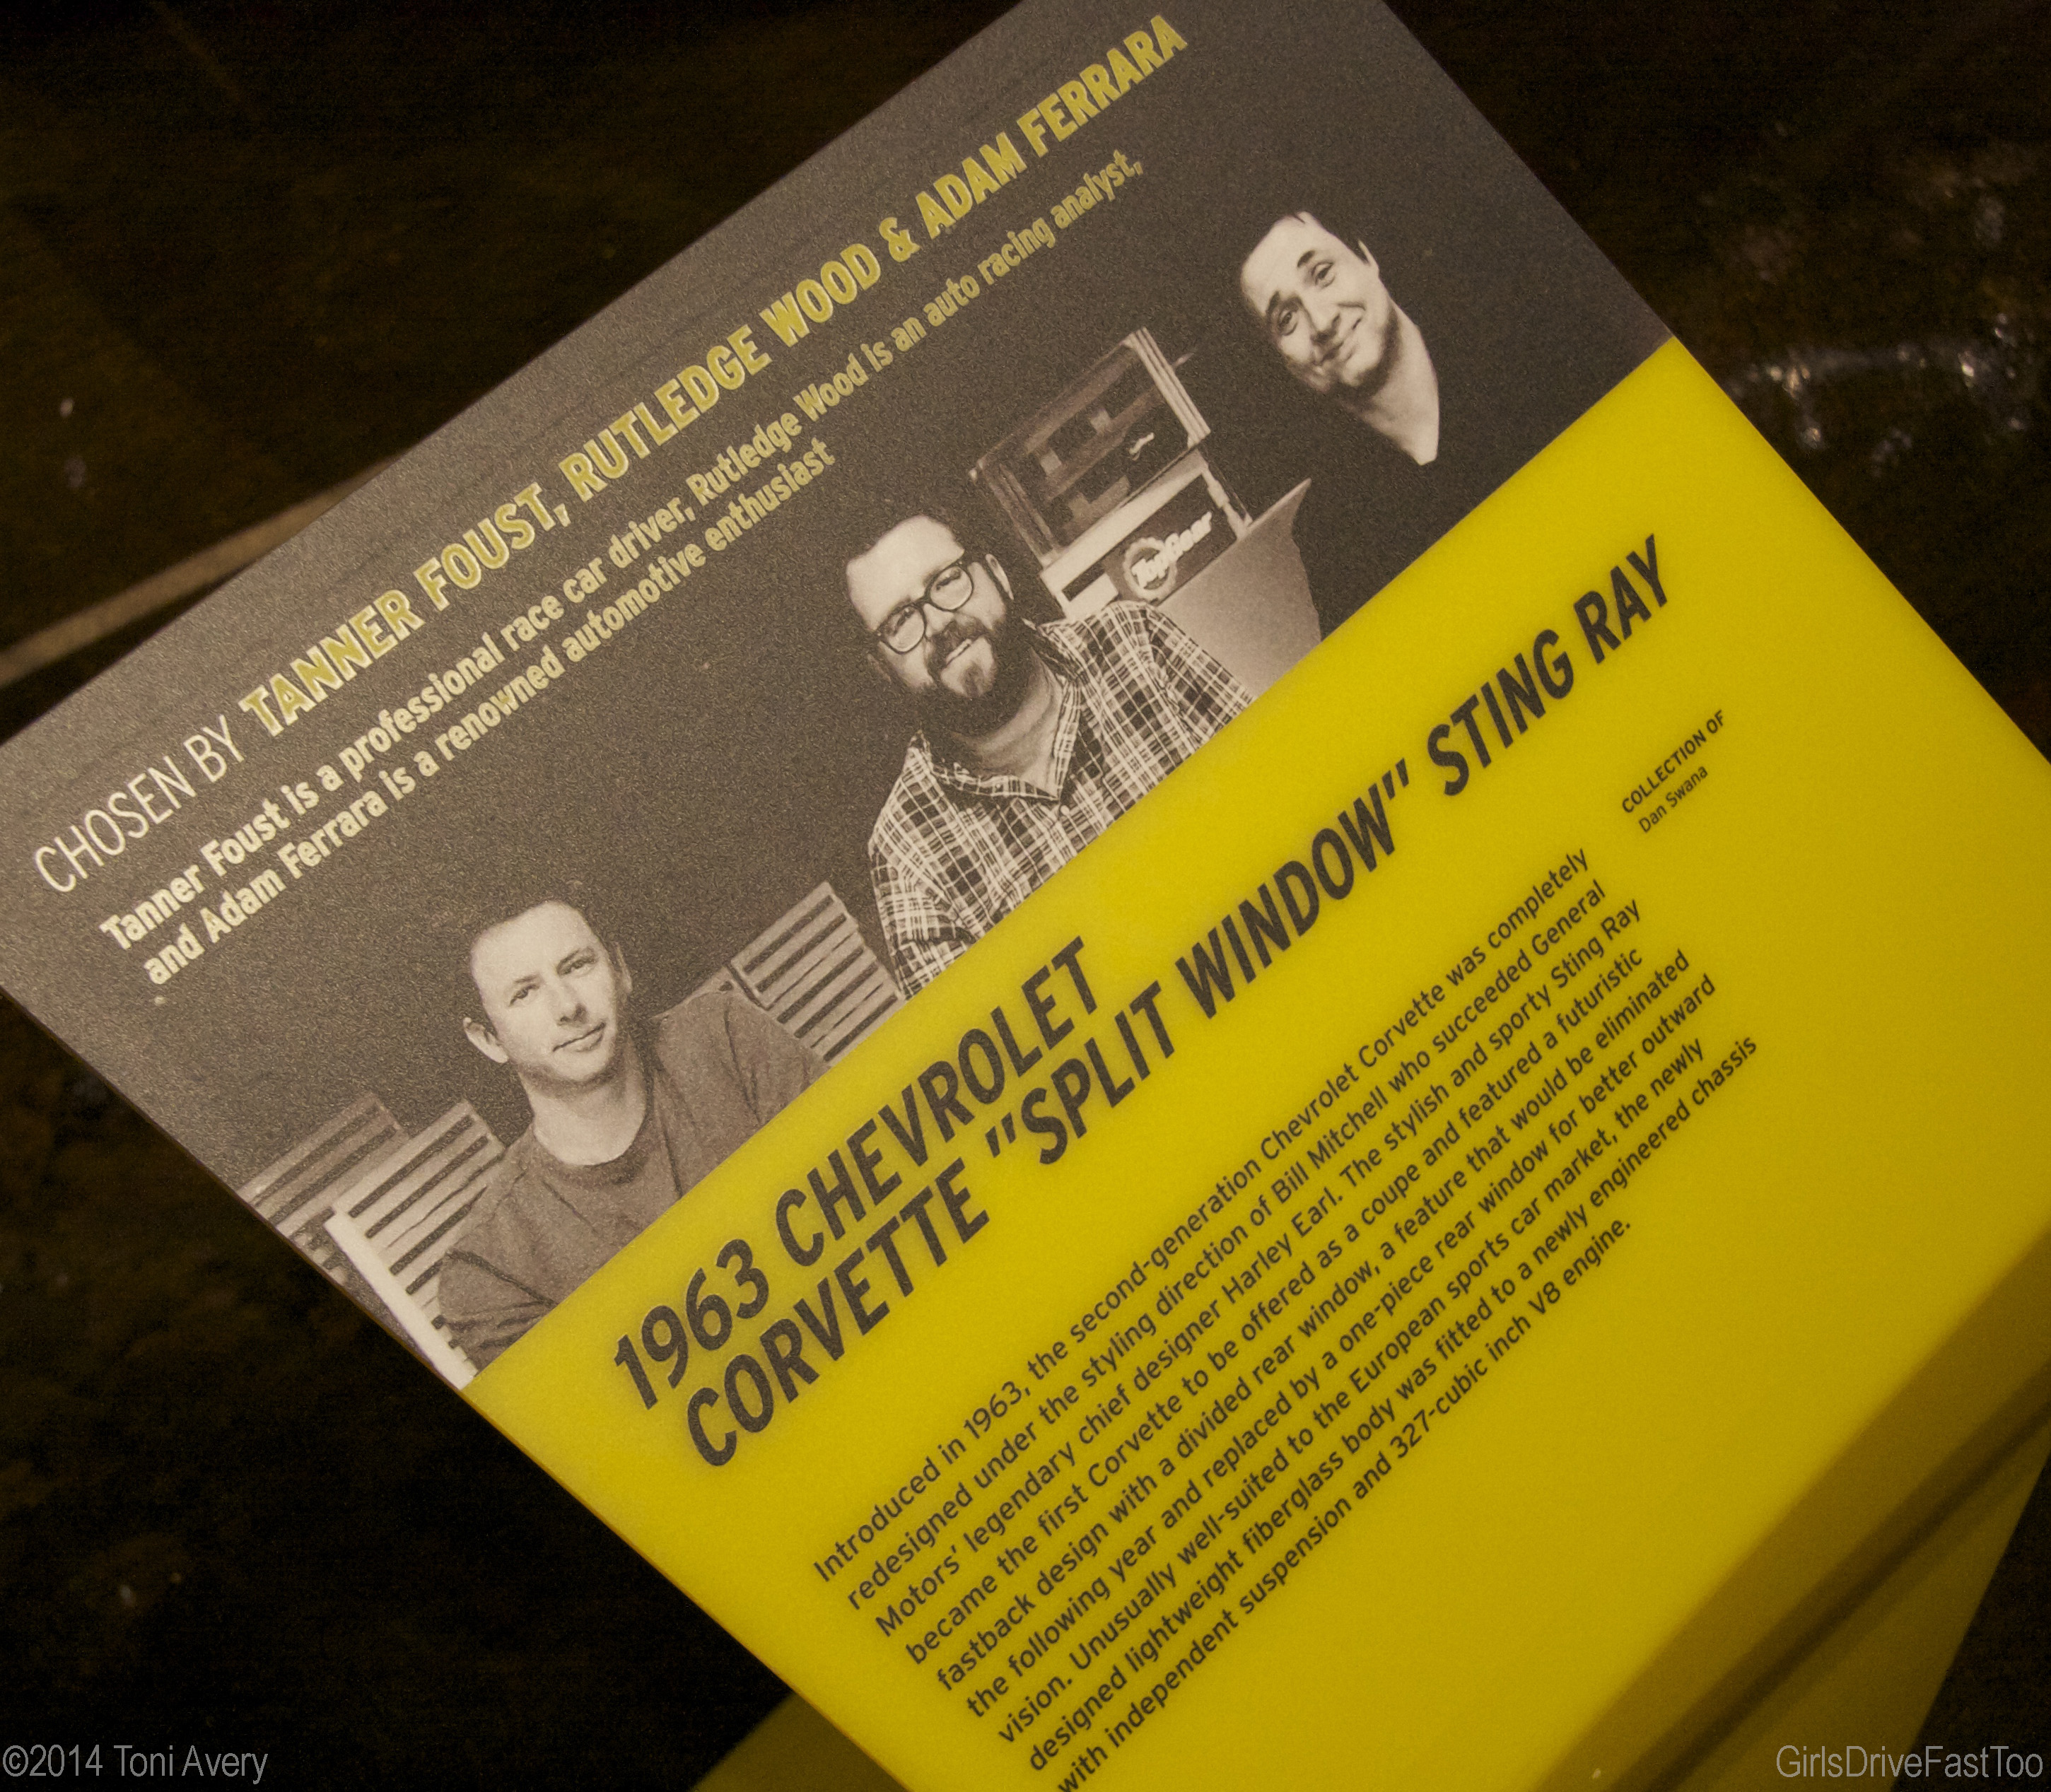 CHOSEN BY TANNER FOUST, RUTLEDGE WOOD & ADAM FERRARA
Tanner Foust is a professional race car driver, Rutledge Wood is an auto racing analyst,
and Adam Ferrara is a renowned automotive enthusiast
TopGear
1963 CHEVROLET
CORVETTE "SPLIT WINDOW" STING RAY
COLLECTION OF
Dan Swana
Introduced in 1963, the second-generation Chevrolet Corvette was completely
redesigned under the styling direction of Bill Mitchell who succeeded General
Motors' legendary chief designer Harley Earl. The stylish and sporty Sting Ray
became the first Corvette to be offered as a coupe and featured a futuristic
fastback design with a divided rear window, a feature that would be eliminated
the following year and replaced by a one-piece rear window for better outward
vision. Unusually well-suited to the European sports car market, the newly
designed lightweight fiberglass body was fitted to a newly engineered chassis
with independent suspension and 327-cubic inch V8 engine.
©2014 Toni Avery
GirlsDriveFastToo